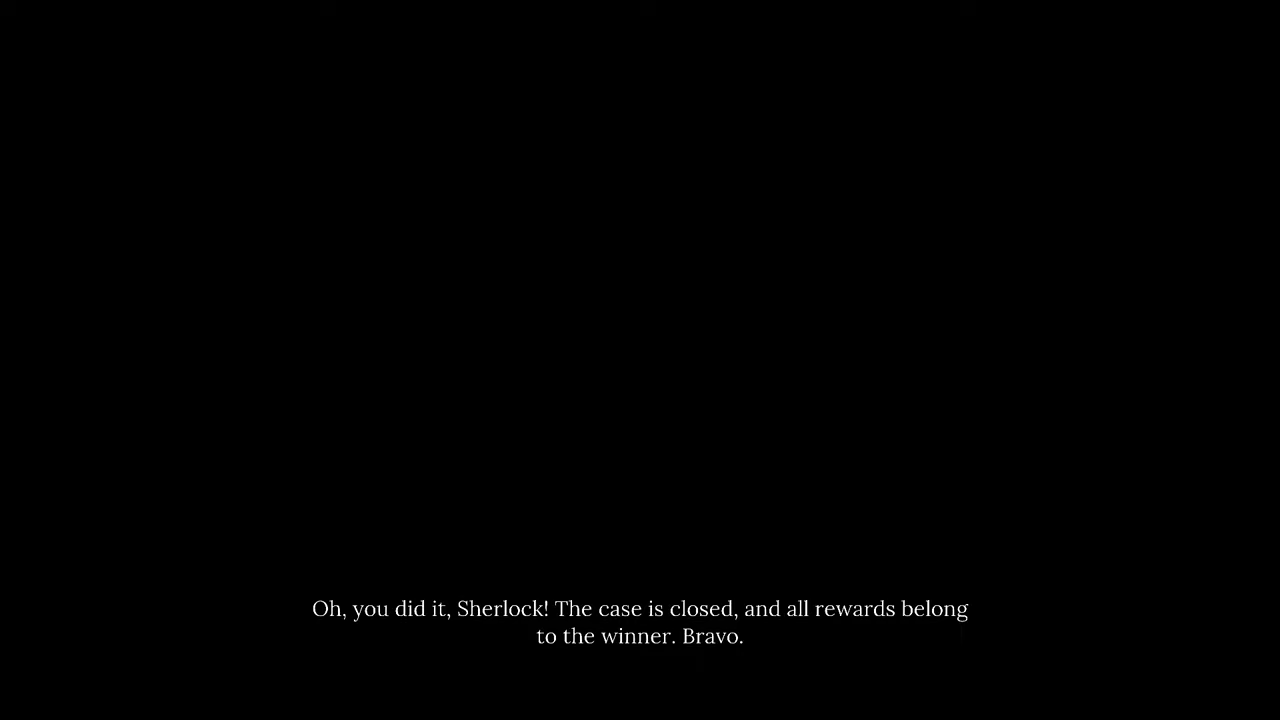 Oh, you did it, Sherlock! The case is closed, and all rewards belong
to the winner. Bravo.